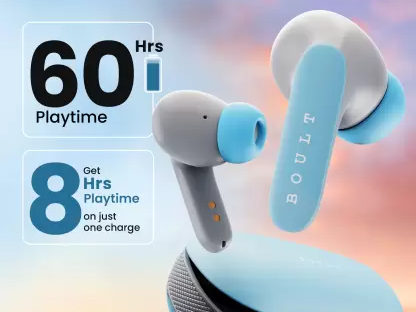 60 Hrs
Playtime
8 Get
Hrs
Playtime
on just
one charge
BOULT